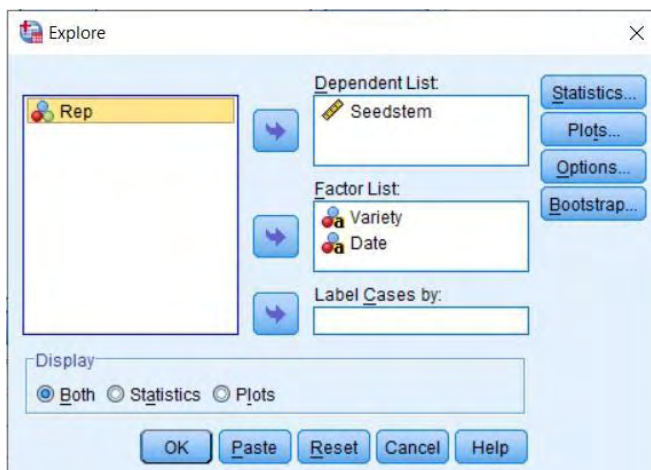 Explore
Rep
Dependent List:
Seedstem
Factor List:
a Variety
a Date
Label Cases by:
Statistics...
Plots...
Options...
Bootstrap...
Display
Both Statistics Plots
OK Paste Reset Cancel Help